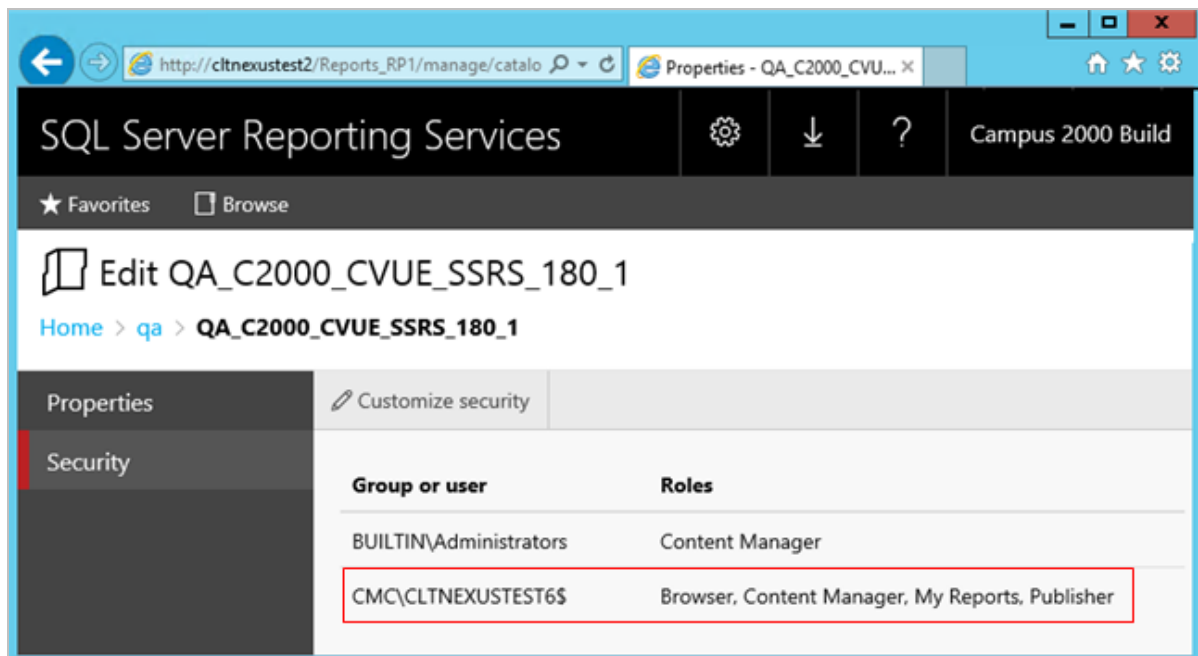 http://cltnexustest2/Reports_RP1/manage/catalo
Properties - QA_C2000_CVU...
SQL Server Reporting Services
?
Campus 2000 Build
Favorites
Browse
Edit QA_C2000_CVUE_SSRS_180_1
Home > qa > QA_C2000_CVUE_SSRS_180_1
Properties
Customize security
Security
Group or user Roles
BUILTIN\Administrators Content Manager
CMC\CLTNEXUSTEST6$ Browser, Content Manager, My Reports, Publisher